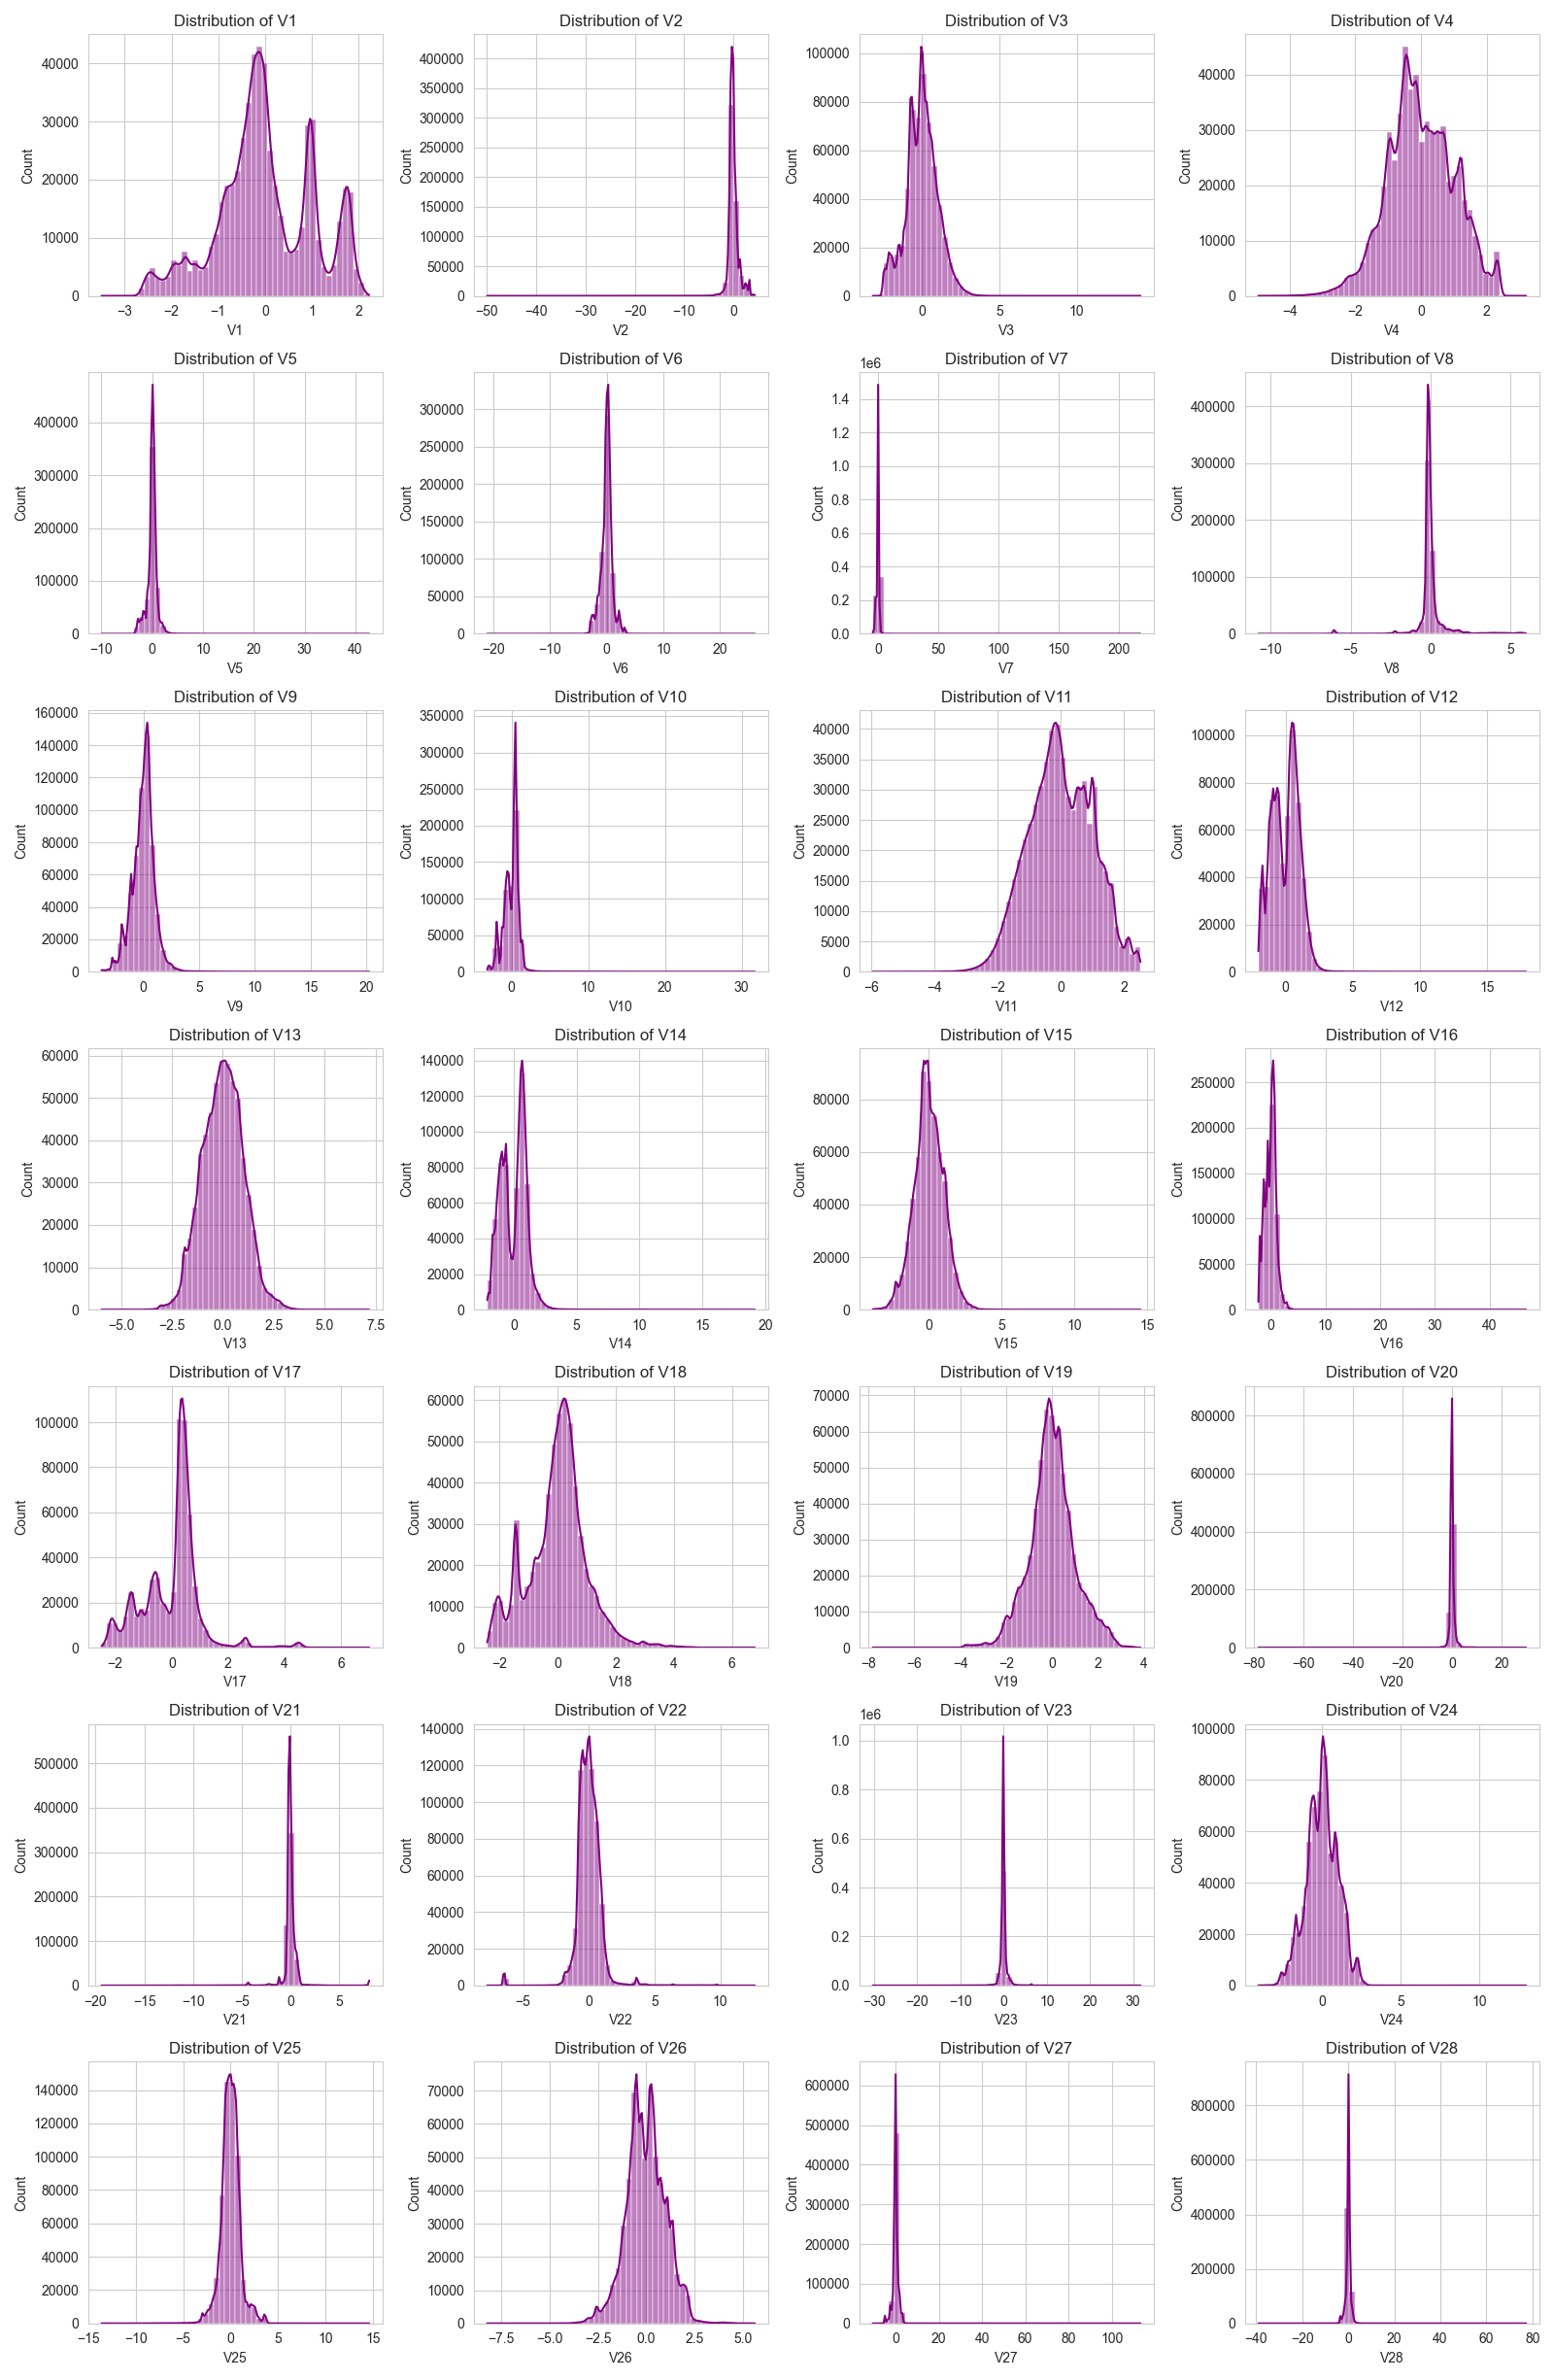 Distribution of V1
Distribution of V2
Distribution of V3
Distribution of V4
40000
30000
20000
10000
0
Count
−3 −2 −1 0 1 2
V1
400000
350000
300000
250000
200000
150000
100000
50000
0
Count
−50 −40 −30 −20 −10 0
V2
100000
80000
60000
40000
20000
0
Count
0 5 10
V3
40000
30000
20000
10000
0
Count
−4 −2 0 2
V4
Distribution of V5
Distribution of V6
Distribution of V7
Distribution of V8
400000
300000
200000
100000
0
Count
−10 0 10 20 30 40
V5
300000
250000
200000
150000
100000
50000
0
Count
−20 −10 0 10 20
V6
1e6
1.4
1.2
1.0
0.8
0.6
0.4
0.2
0.0
Count
0 50 100 150 200
V7
400000
300000
200000
100000
0
Count
−10 −5 0 5
V8
Distribution of V9
Distribution of V10
Distribution of V11
Distribution of V12
160000
140000
120000
100000
80000
60000
40000
20000
0
Count
0 5 10 15 20
V9
350000
300000
250000
200000
150000
100000
50000
0
Count
0 10 20 30
V10
40000
35000
30000
25000
20000
15000
10000
5000
0
Count
−6 −4 −2 0 2
V11
100000
80000
60000
40000
20000
0
Count
0 5 10 15
V12
Distribution of V13
Distribution of V14
Distribution of V15
Distribution of V16
60000
50000
40000
30000
20000
10000
0
Count
−5.0 −2.5 0.0 2.5 5.0 7.5
V13
140000
120000
100000
80000
60000
40000
20000
0
Count
0 5 10 15 20
V14
80000
60000
40000
20000
0
Count
0 5 10 15
V15
250000
200000
150000
100000
50000
0
Count
0 10 20 30 40
V16
Distribution of V17
Distribution of V18
Distribution of V19
Distribution of V20
100000
80000
60000
40000
20000
0
Count
−2 0 2 4 6
V17
60000
50000
40000
30000
20000
10000
0
Count
−2 0 2 4 6
V18
70000
60000
50000
40000
30000
20000
10000
0
Count
−8 −6 −4 −2 0 2 4
V19
800000
600000
400000
200000
0
Count
−80 −60 −40 −20 0 20
V20
Distribution of V21
Distribution of V22
Distribution of V23
Distribution of V24
500000
400000
300000
200000
100000
0
Count
−20 −15 −10 −5 0 5
V21
140000
120000
100000
80000
60000
40000
20000
0
Count
−5 0 5 10
V22
1e6
1.0
0.8
0.6
0.4
0.2
0.0
Count
−30 −20 −10 0 10 20 30
V23
100000
80000
60000
40000
20000
0
Count
0 5 10
V24
Distribution of V25
Distribution of V26
Distribution of V27
Distribution of V28
140000
120000
100000
80000
60000
40000
20000
0
Count
−15 −10 −5 0 5 10 15
V25
70000
60000
50000
40000
30000
20000
10000
0
Count
−7.5 −5.0 −2.5 0.0 2.5 5.0
V26
600000
500000
400000
300000
200000
100000
0
Count
0 20 40 60 80 100
V27
800000
600000
400000
200000
0
Count
−40 −20 0 20 40 60 80
V28